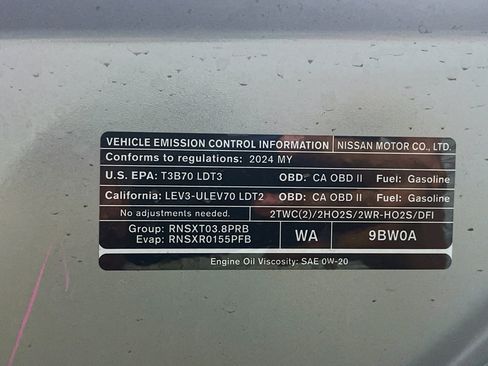 VEHICLE EMISSION CONTROL INFORMATION NISSAN MOTOR CO., LTD.
Conforms to regulations: 2024 MY
U.S. EPA: T3B70 LDT3 OBD: CA OBD II Fuel: Gasoline
California: LEV3-ULEV70 LDT2 OBD: CA OBD II Fuel: Gasoline
No adjustments needed. 2TWC(2)/2HO2S/2WR-HO2S/DFI
Group: RNSXT03.8PRB
Evap: RNSXR0155PFB
WA 9BW0A
Engine Oil Viscosity: SAE 0W-20